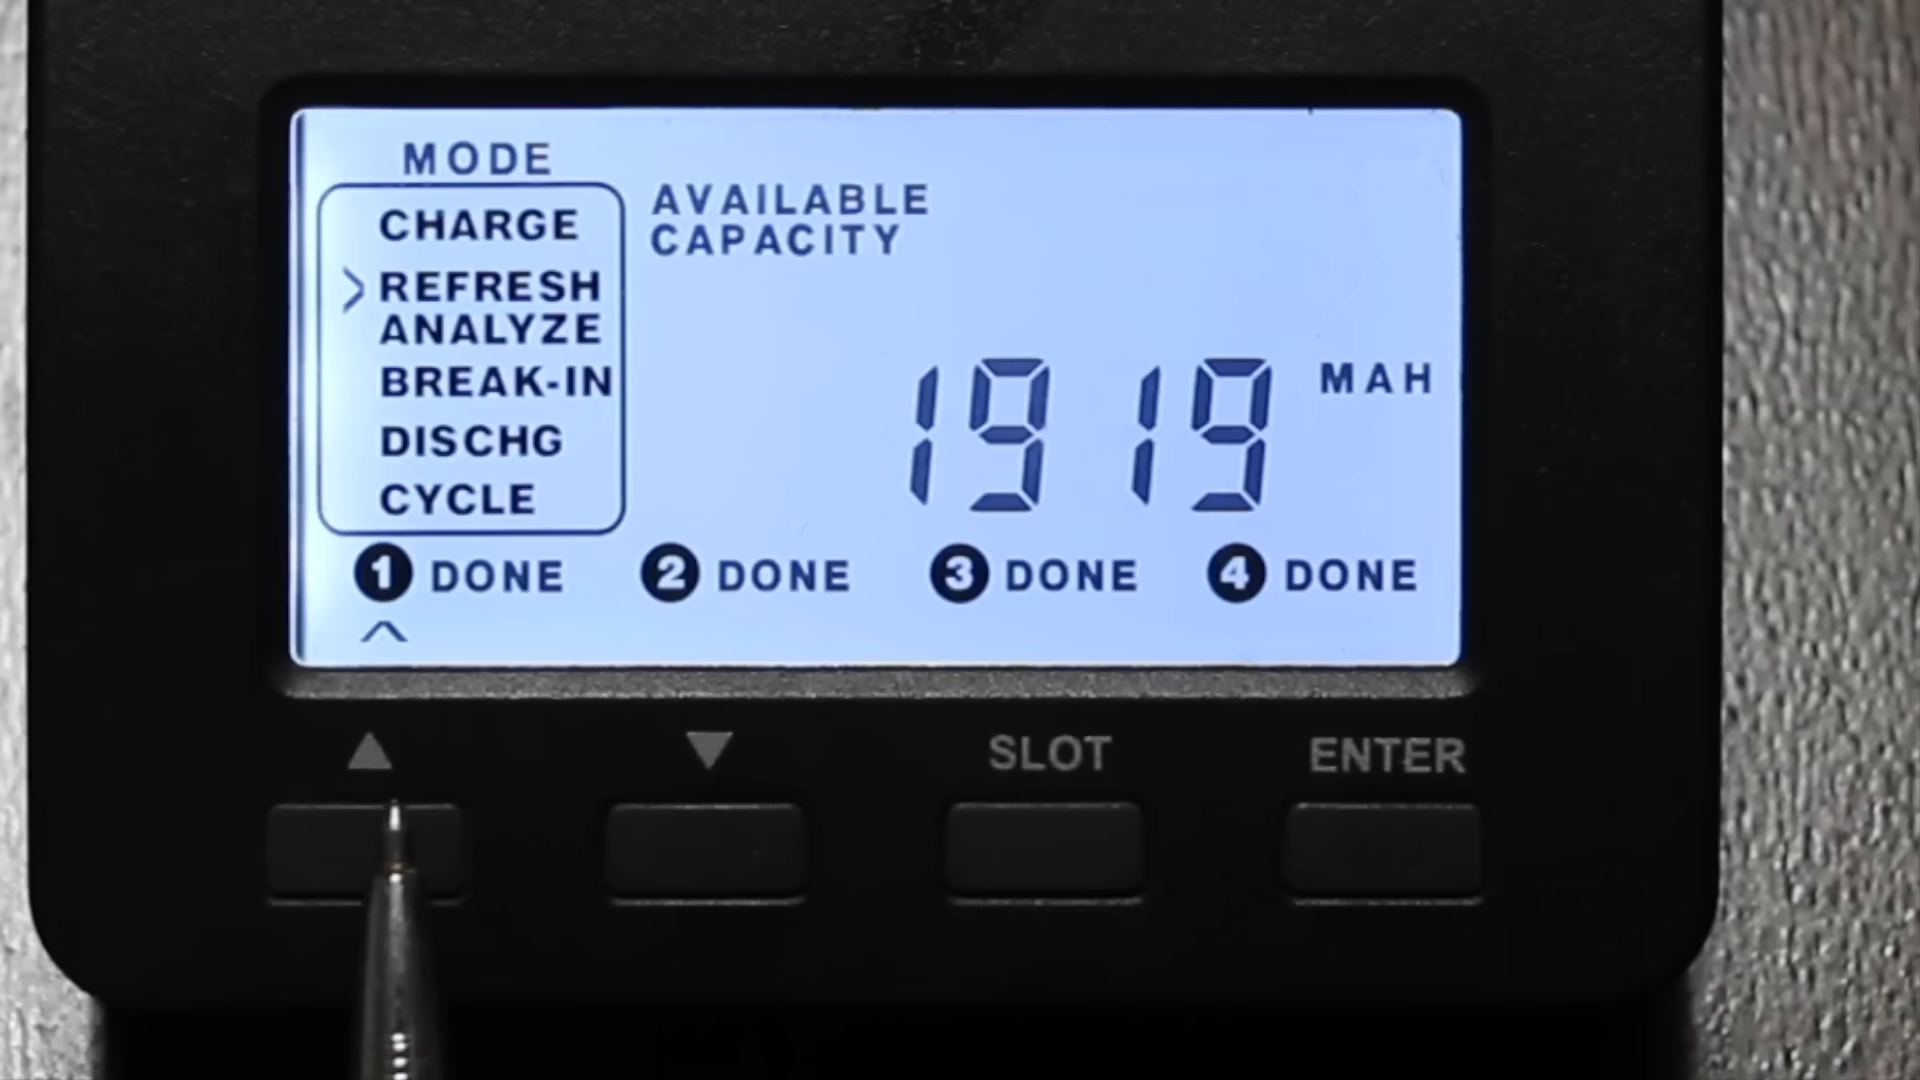 MODE
CHARGE
AVAILABLE
CAPACITY
> REFRESH
ANALYZE
BREAK-IN
1919 MAH
DISCHG
CYCLE
1 DONE 2 DONE 3 DONE 4 DONE
SLOT ENTER